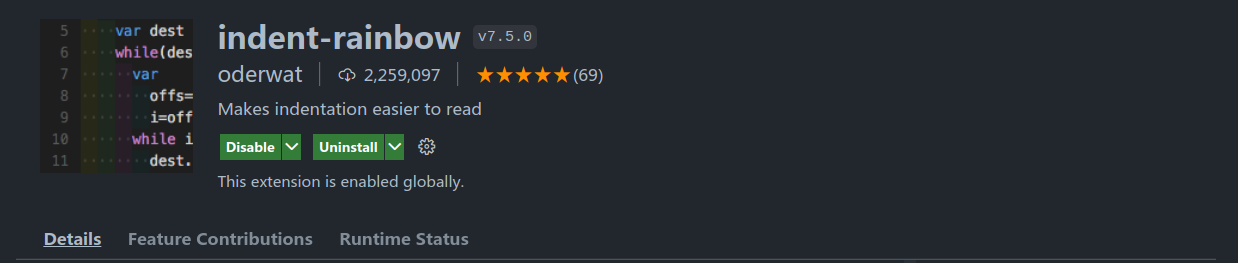 indent-rainbow v7.5.0
oderwat 2,259,097 ★★★★★(69)
Makes indentation easier to read
Disable Uninstall
This extension is enabled globally.
Details Feature Contributions Runtime Status
5 var dest
6 while(des
7 var
8 offs=
9 i=off
10 while i
11 dest.